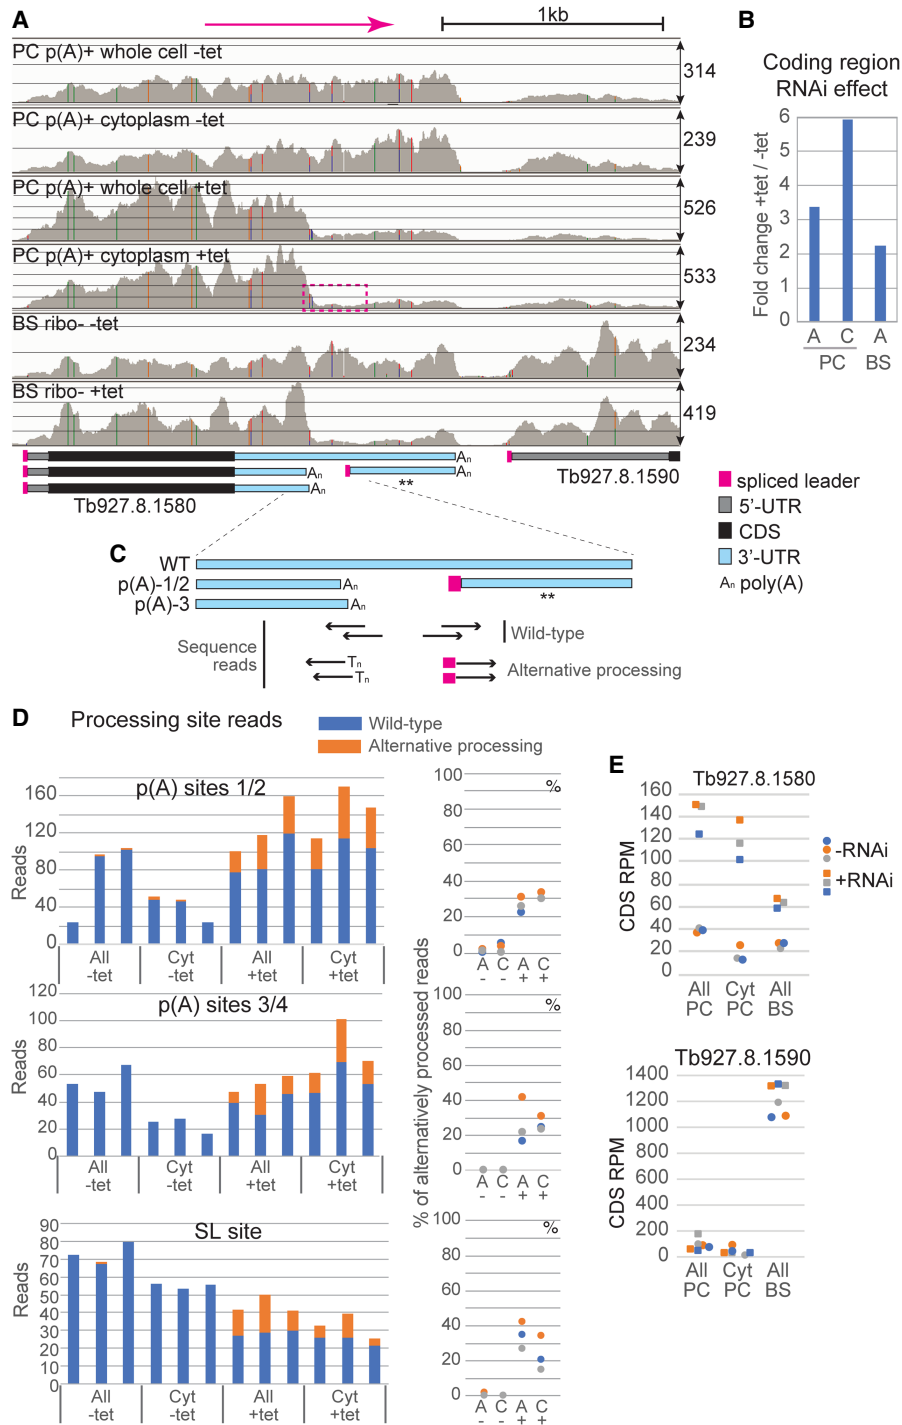 A
1kb
B
PC p(A)+ whole cell -tet
314
PC p(A)+ cytoplasm -tet
239
PC p(A)+ whole cell +tet
526
PC p(A)+ cytoplasm +tet
533
BS ribo- -tet
234
BS ribo- +tet
419
Coding region
RNAi effect
Fold change +tet / -tet
6
5
4
3
2
1
0
A C A
PC BS
An
An An
**
An
Tb927.8.1580
Tb927.8.1590
spliced leader
5'-UTR
CDS
3'-UTR
An poly(A)
C
WT
p(A)-1/2 An
**
p(A)-3 An
Sequence
reads
Wild-type
Tn
Tn
Alternative processing
D Processing site reads
Wild-type
Alternative processing
p(A) sites 1/2
Reads
160
120
80
40
0
All Cyt All Cyt
-tet -tet +tet +tet
100
%
80
60
40
20
0
A C A C
- - + +
p(A) sites 3/4
Reads
120
100
80
60
40
20
0
All Cyt All Cyt
-tet -tet +tet +tet
% of alternatively processed reads
100
%
80
60
40
20
0
A C A C
- - + +
SL site
Reads
90
80
70
60
50
40
30
20
10
0
All Cyt All Cyt
-tet -tet +tet +tet
100
%
80
60
40
20
0
A C A C
- - + +
E
Tb927.8.1580
CDS RPM
160
140
120
100
80
60
40
20
0
All Cyt All
PC PC BS
-RNAi
+RNAi
Tb927.8.1590
CDS RPM
1400
1200
1000
800
600
400
200
0
All Cyt All
PC PC BS